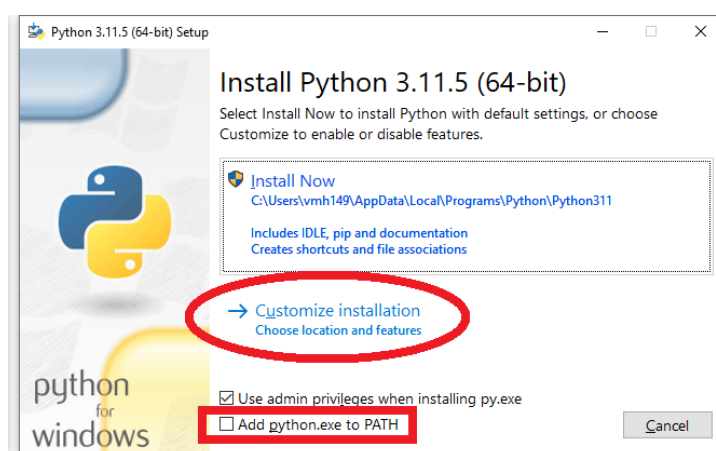 Python 3.11.5 (64-bit) Setup
Install Python 3.11.5 (64-bit)
Select Install Now to install Python with default settings, or choose
Customize to enable or disable features.
Install Now
C:\Users\vmh149\AppData\Local\Programs\Python\Python311
Includes IDLE, pip and documentation
Creates shortcuts and file associations
Customize installation
Choose location and features
python
for
windows
Use admin privileges when installing py.exe
Add python.exe to PATH
Cancel